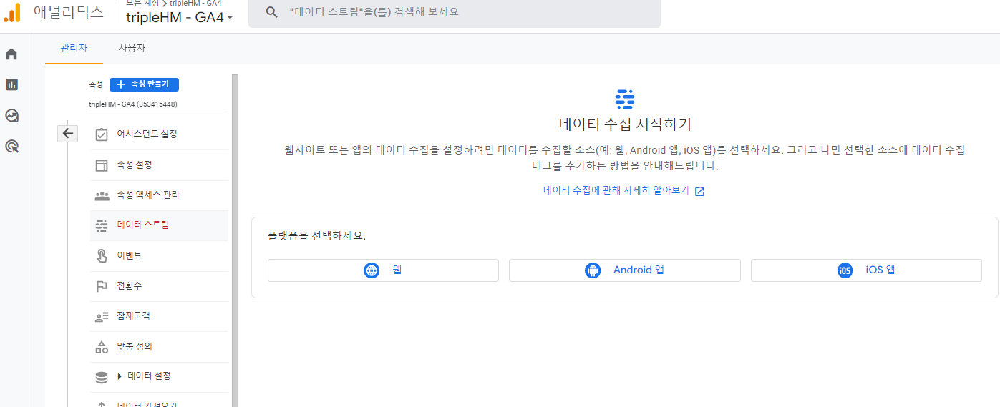 모든 계정 > tripleHM - GA4
애널리틱스
tripleHM - GA4
"데이터 스트림"을(를) 검색해 보세요
관리자
사용자
속성
속성 만들기
tripleHM - GA4 (353415448)
어시스턴트 설정
속성 설정
속성 액세스 관리
데이터 스트림
이벤트
전환수
잠재고객
맞춤 정의
데이터 설정
데이터 가져오기
데이터 수집 시작하기
웹사이트 또는 앱의 데이터 수집을 설정하려면 데이터를 수집할 소스(예: 웹, Android 앱, iOS 앱)를 선택하세요. 그러고 나면 선택한 소스에 데이터 수집
태그를 추가하는 방법을 안내해드립니다.
데이터 수집에 관해 자세히 알아보기
플랫폼을 선택하세요.
웹
Android 앱
iOS
iOS 앱